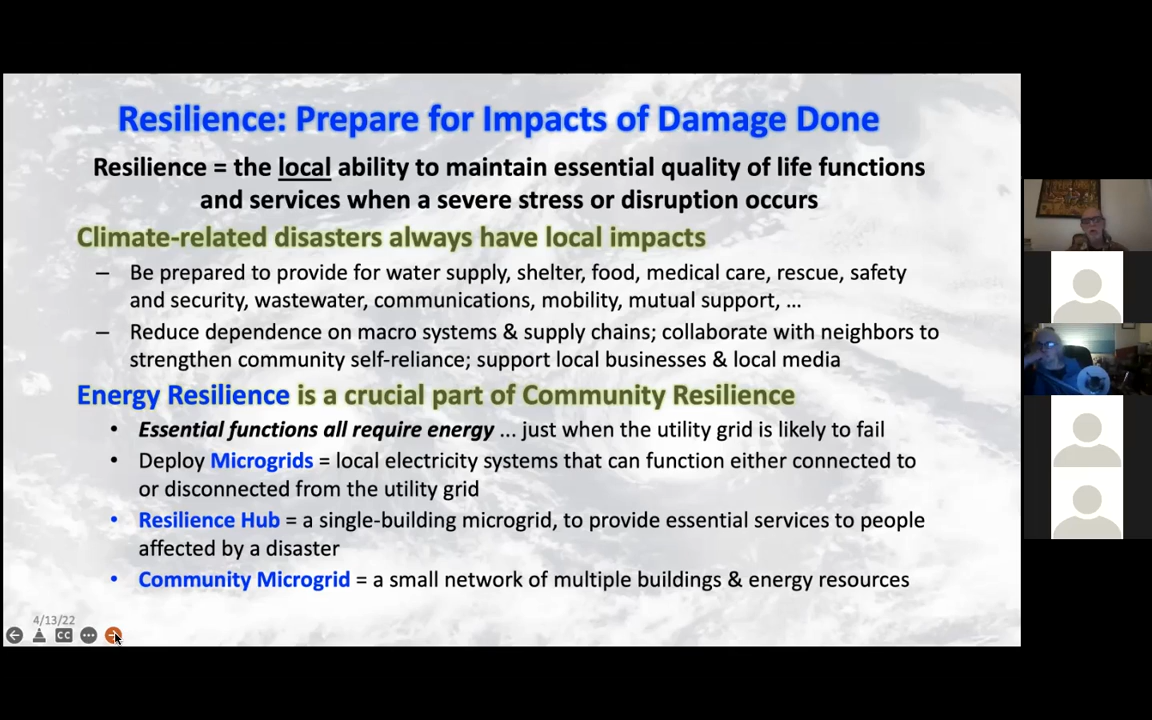 Resilience: Prepare for Impacts of Damage Done
Resilience = the local ability to maintain essential quality of life functions
and services when a severe stress or disruption occurs
Climate-related disasters always have local impacts
– Be prepared to provide for water supply, shelter, food, medical care, rescue, safety
and security, wastewater, communications, mobility, mutual support, ...
– Reduce dependence on macro systems & supply chains; collaborate with neighbors to
strengthen community self-reliance; support local businesses & local media
Energy Resilience is a crucial part of Community Resilience
• Essential functions all require energy ... just when the utility grid is likely to fail
• Deploy Microgrids = local electricity systems that can function either connected to
or disconnected from the utility grid
• Resilience Hub = a single-building microgrid, to provide essential services to people
affected by a disaster
• Community Microgrid = a small network of multiple buildings & energy resources
4/13/22
CC